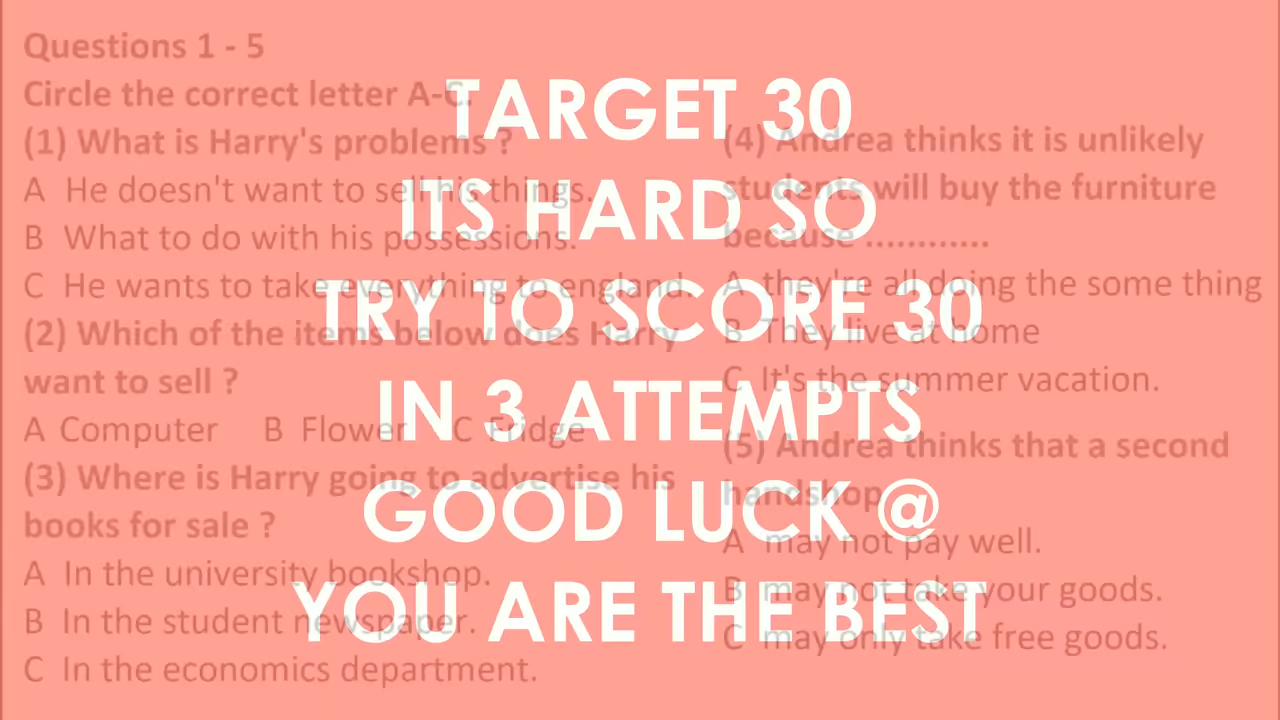 TARGET 30
ITS HARD SO
TRY TO SCORE 30
IN 3 ATTEMPTS
GOOD LUCK @
YOU ARE THE BEST
Questions 1 - 5
Circle the correct letter A-C.
(1) What is Harry's problems ?
A He doesn't want to sell his things.
B What to do with his possessions.
C He wants to take everything to england.
(2) Which of the items below does Harry
want to sell ?
A Computer B Flower C Fridge
(3) Where is Harry going to advertise his
books for sale ?
A In the university bookshop.
B In the student newspaper.
C In the economics department.
(4) Andrea thinks it is unlikely
students will buy the furniture
because ............
A they're all doing the some thing
B They live at home
C It's the summer vacation.
(5) Andrea thinks that a second
handshop
A may not pay well.
B may not take your goods.
C may only take free goods.